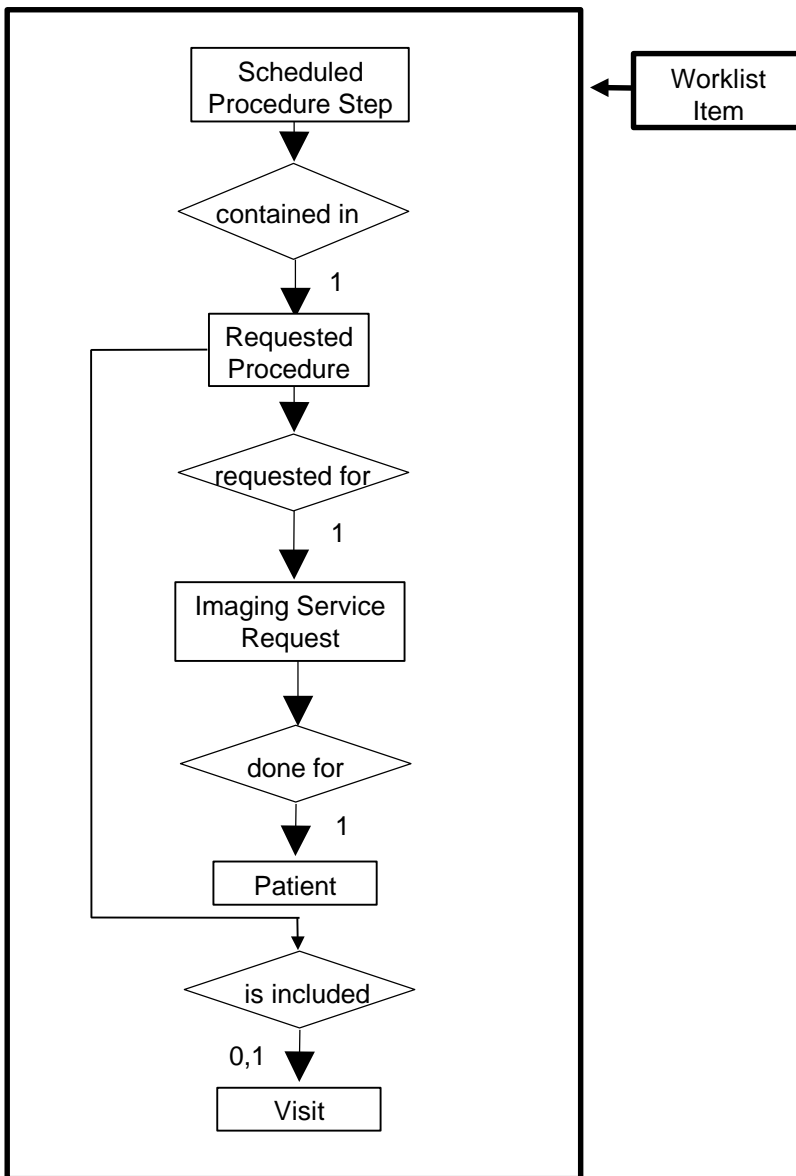 Scheduled
Procedure Step
Worklist
Item
contained in
1
Requested
Procedure
requested for
1
Imaging Service
Request
done for
1
Patient
is included
0,1
Visit